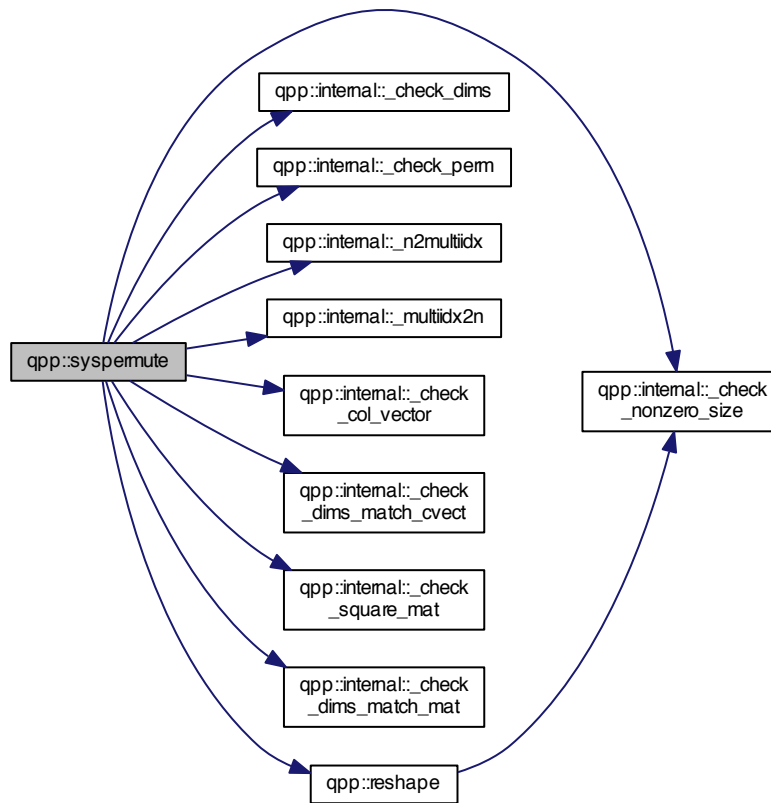 qpp::internal::_check_dims
qpp::internal::_check_perm
qpp::internal::_n2multiidx
qpp::internal::_multiidx2n
qpp::syspermute
qpp::internal::_check
_col_vector
qpp::internal::_check
_nonzero_size
qpp::internal::_check
_dims_match_cvect
qpp::internal::_check
_square_mat
qpp::internal::_check
_dims_match_mat
qpp::reshape